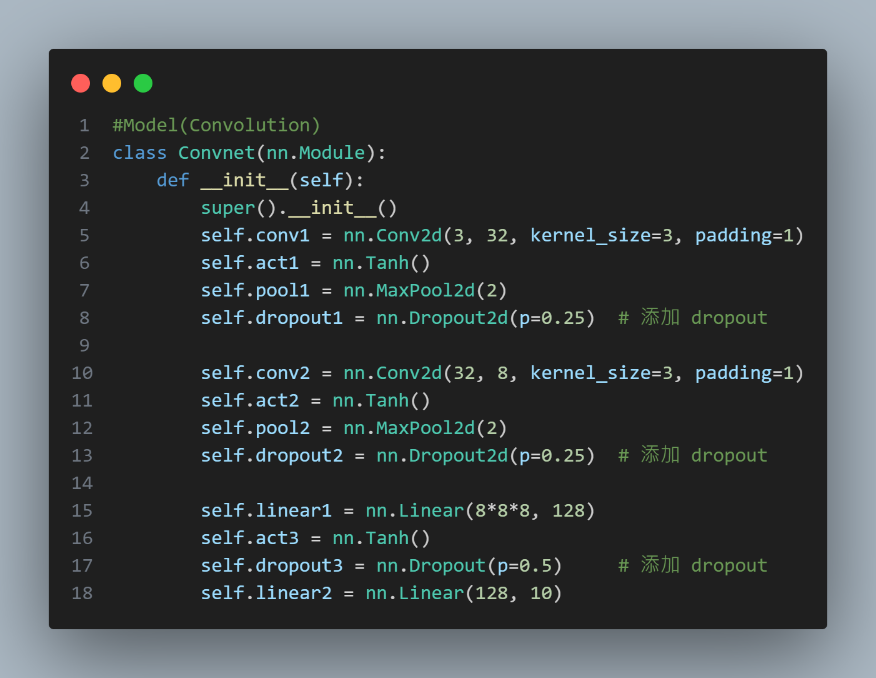 1 #Model(Convolution)
2 class Convnet(nn.Module):
3     def __init__(self):
4         super().__init__()
5         self.conv1 = nn.Conv2d(3, 32, kernel_size=3, padding=1)
6         self.act1 = nn.Tanh()
7         self.pool1 = nn.MaxPool2d(2)
8         self.dropout1 = nn.Dropout2d(p=0.25)  # 添加 dropout
9
10         self.conv2 = nn.Conv2d(32, 8, kernel_size=3, padding=1)
11         self.act2 = nn.Tanh()
12         self.pool2 = nn.MaxPool2d(2)
13         self.dropout2 = nn.Dropout2d(p=0.25)  # 添加 dropout
14
15         self.linear1 = nn.Linear(8*8*8, 128)
16         self.act3 = nn.Tanh()
17         self.dropout3 = nn.Dropout(p=0.5)     # 添加 dropout
18         self.linear2 = nn.Linear(128, 10)